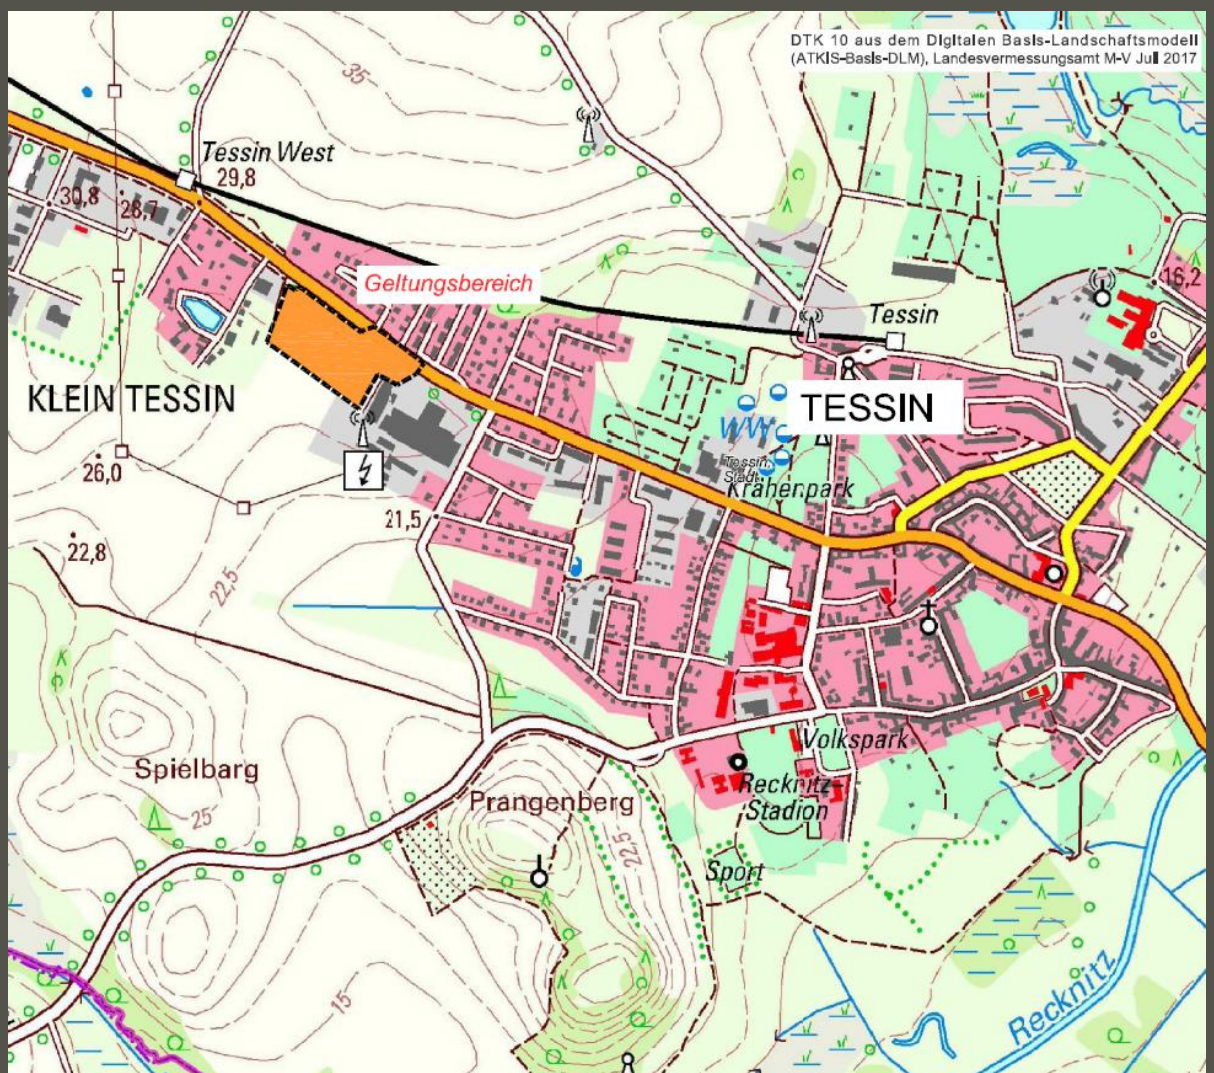 DTK 10 aus dem Digitalen Basis-Landschaftsmodell
(ATKIS-Basis-DLM), Landesvermessungsamt M-V Juli 2017
35
Tessin West
29,8
30,8
28,7
Geltungsbereich
16,2
Tessin
KLEIN TESSIN
TESSIN
WW
Tessin,
Stadt
Krähenpark
26,0
21,5
22,8
22,5
Volkspark
Spielbarg
Prangenberg
Recknitz-
Stadion
25
22,5
Sport
15
Recknitz